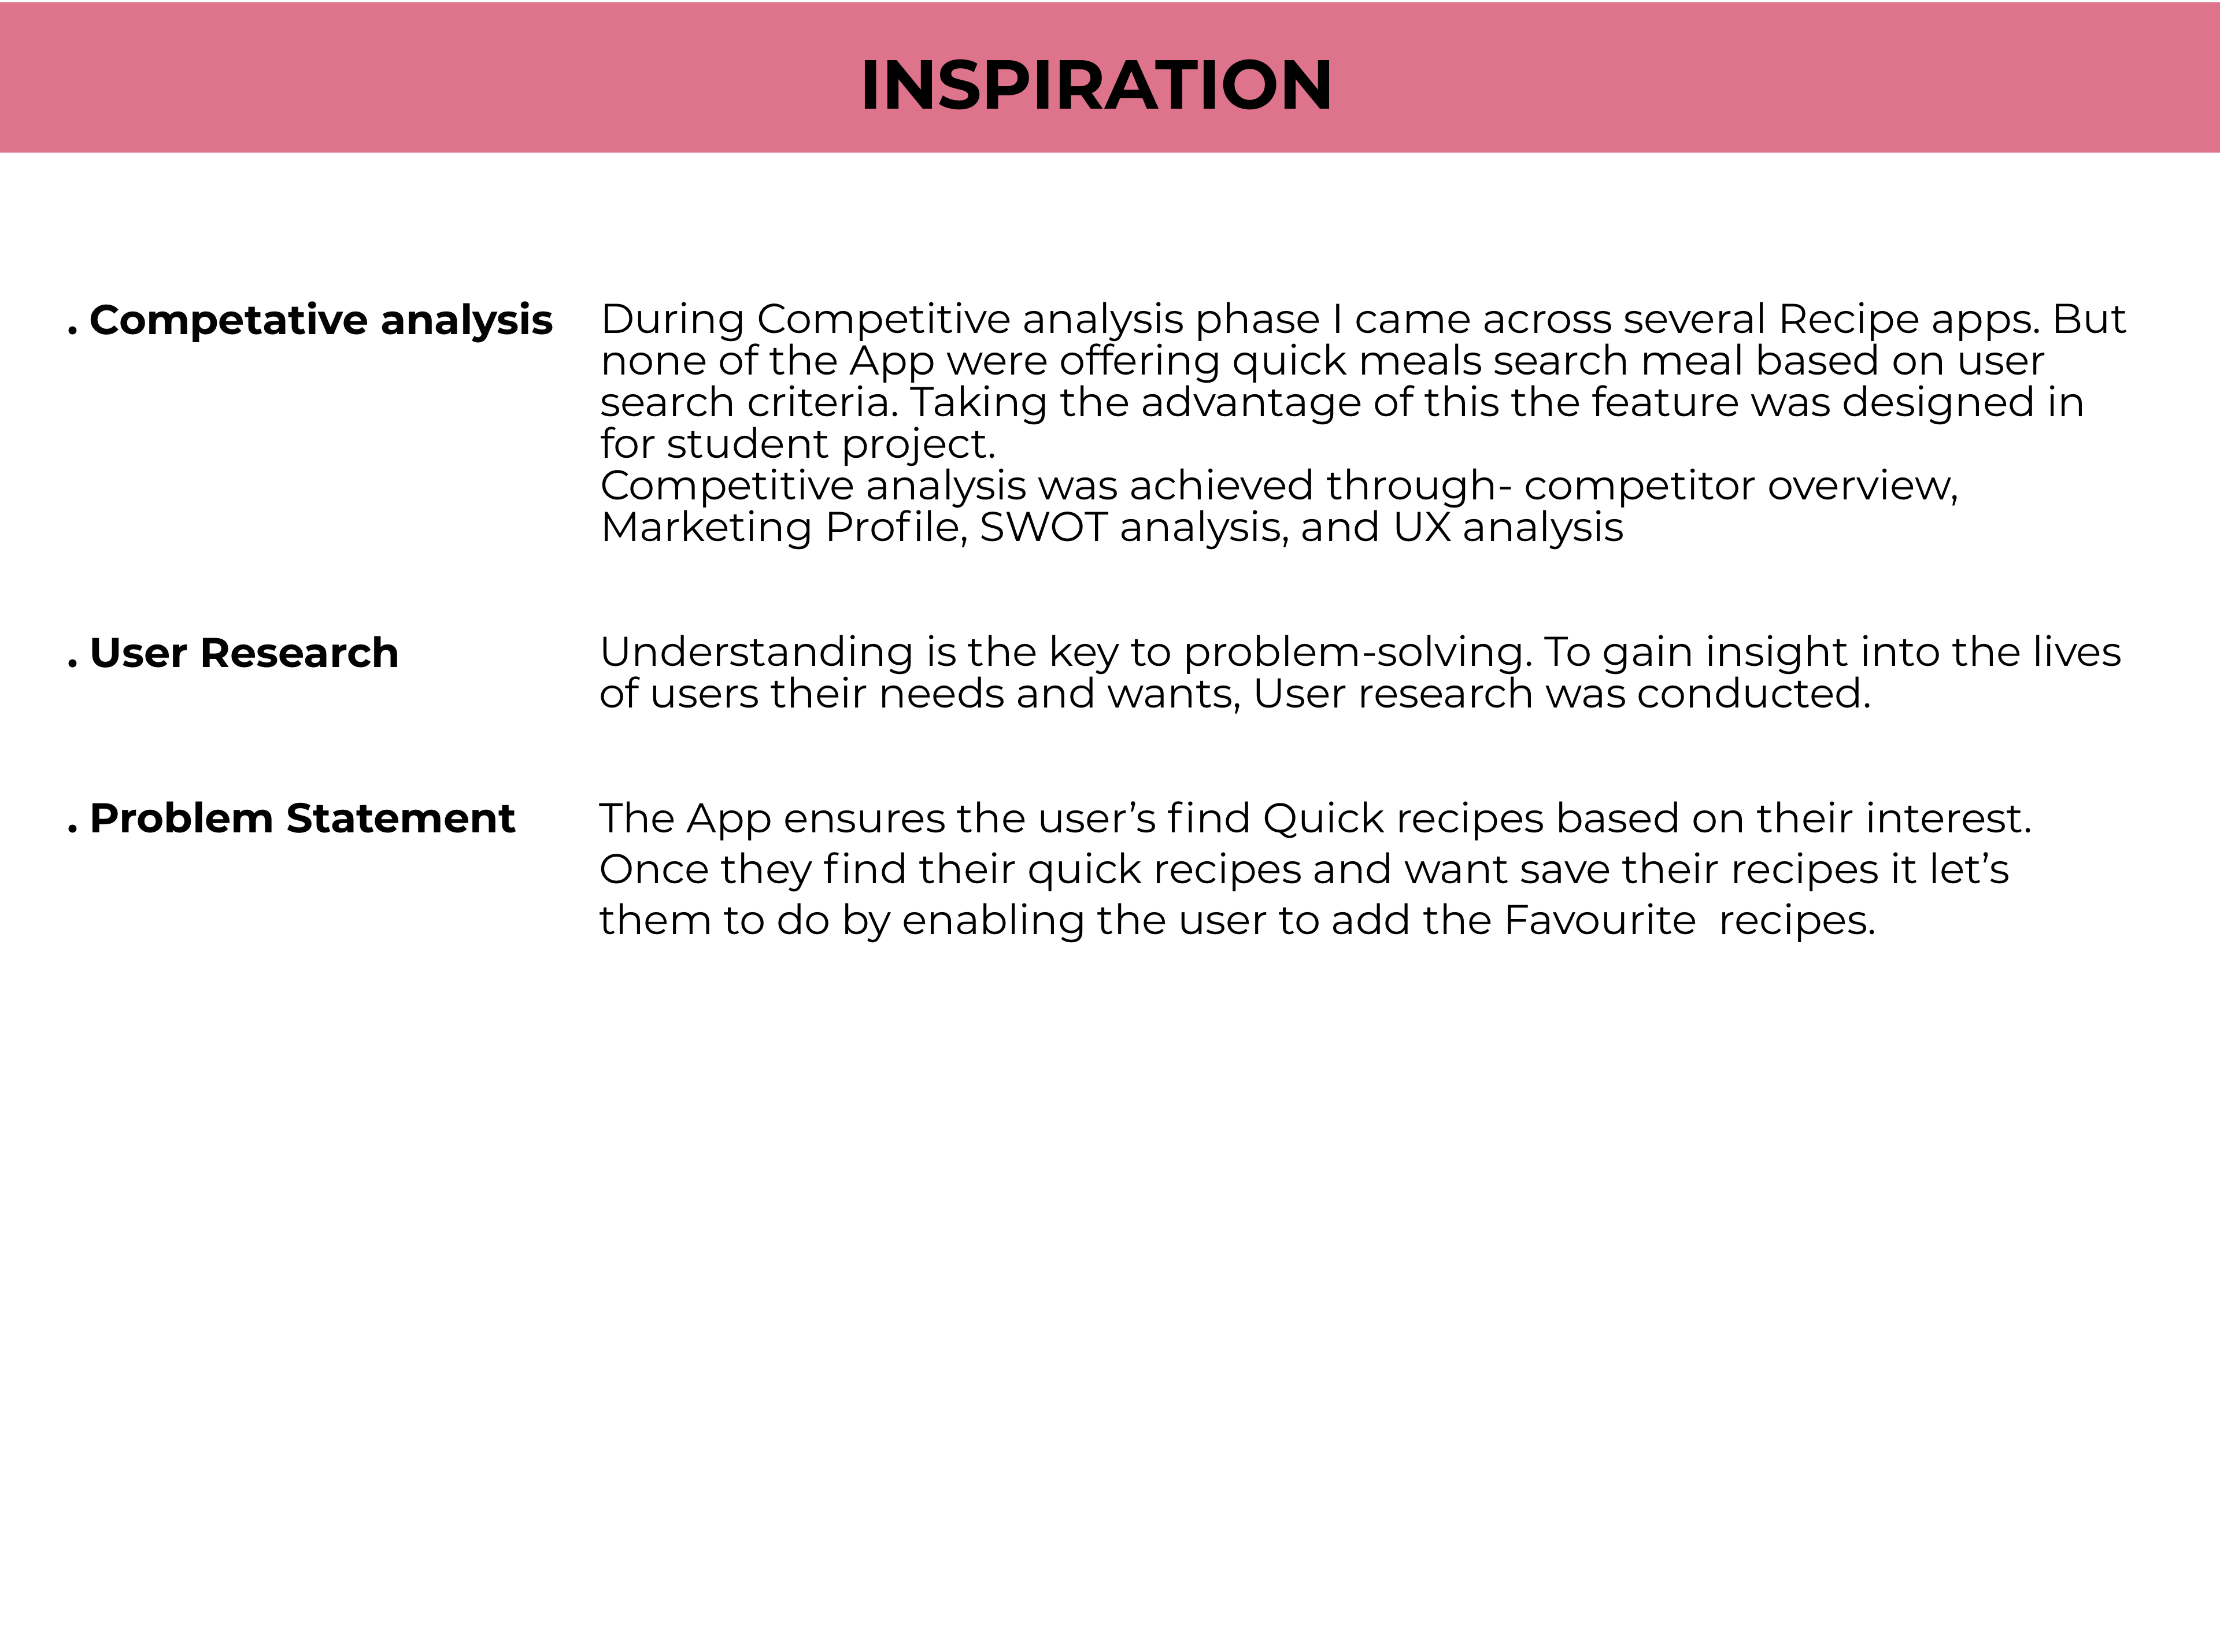 INSPIRATION
. Competative analysis
During Competitive analysis phase I came across several Recipe apps. But
none of the App were offering quick meals search meal based on user
search criteria. Taking the advantage of this the feature was designed in
for student project.
Competitive analysis was achieved through- competitor overview,
Marketing Profile, SWOT analysis, and UX analysis
. User Research
Understanding is the key to problem-solving. To gain insight into the lives
of users their needs and wants, User research was conducted.
. Problem Statement
The App ensures the user’s find Quick recipes based on their interest.
Once they find their quick recipes and want save their recipes it let’s
them to do by enabling the user to add the Favourite  recipes.